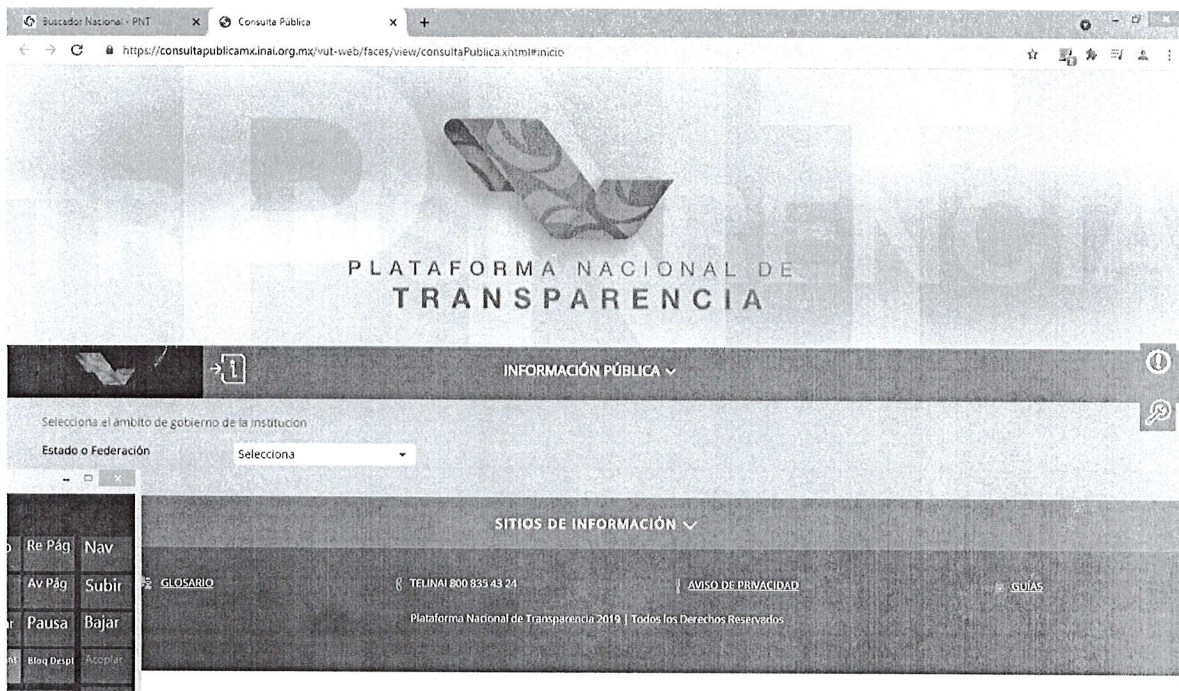 Buscador Nacional - PNT
Consulta Pública
https://consultapublicamx.inai.org.mx/vut-web/faces/view/consultaPublica.xhtml#inicio
PLATAFORMA NACIONAL DE
TRANSPARENCIA
INFORMACIÓN PÚBLICA
Selecciona el ámbito de gobierno de la institución
Estado o Federación
Selecciona
SITIOS DE INFORMACIÓN
Re Pág Nav
Av Pág Subir
Pausa Bajar
Bloq Despl Acoplar
GLOSARIO
TELINAI 800 835 43 24
AVISO DE PRIVACIDAD
GUÍAS
Plataforma Nacional de Transparencia 2019 | Todos los Derechos Reservados